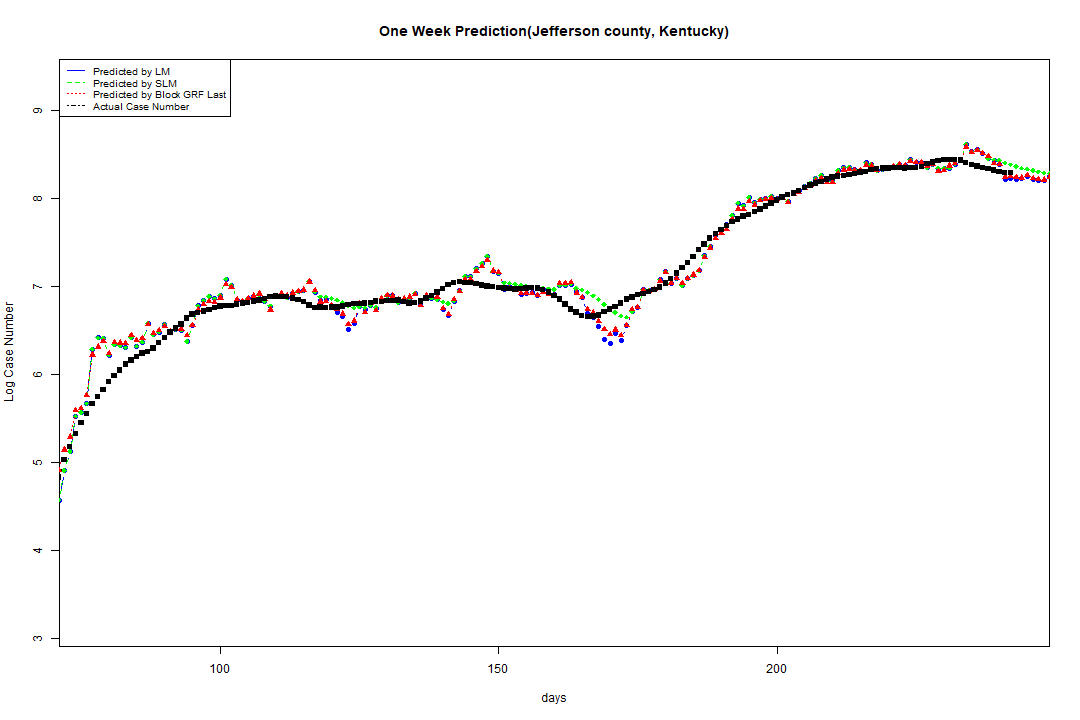 One Week Prediction(Jefferson county, Kentucky)
Predicted by LM
Predicted by SLM
Predicted by Block GRF Last
Actual Case Number
9
8
7
6
5
4
3
Log Case Number
100
150
200
days